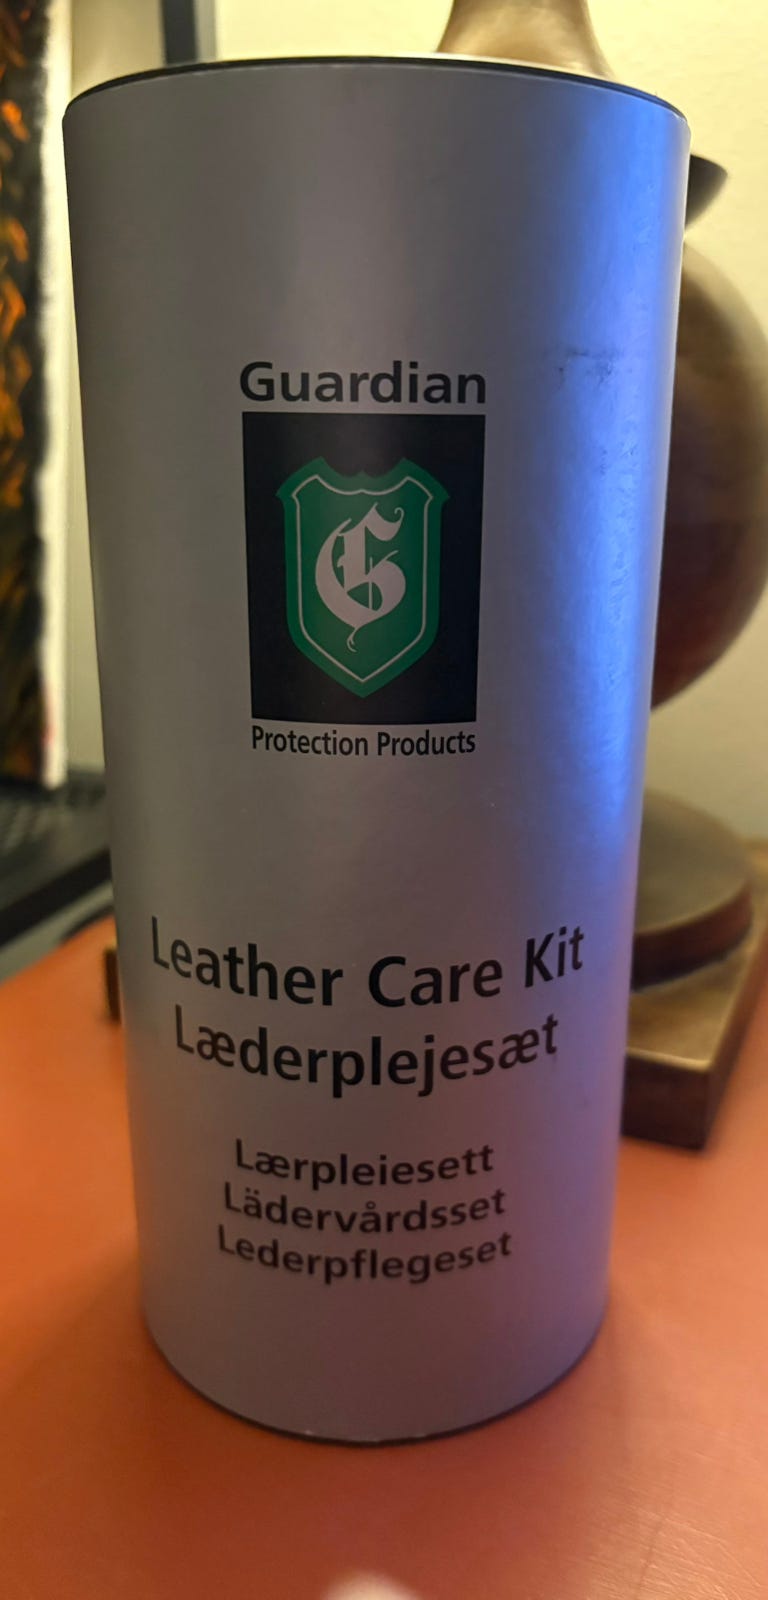 Guardian
G
Protection Products
Leather Care Kit
Læderplejesæt
Lærpleiesett
Lädervårdsset
Lederpflegeset